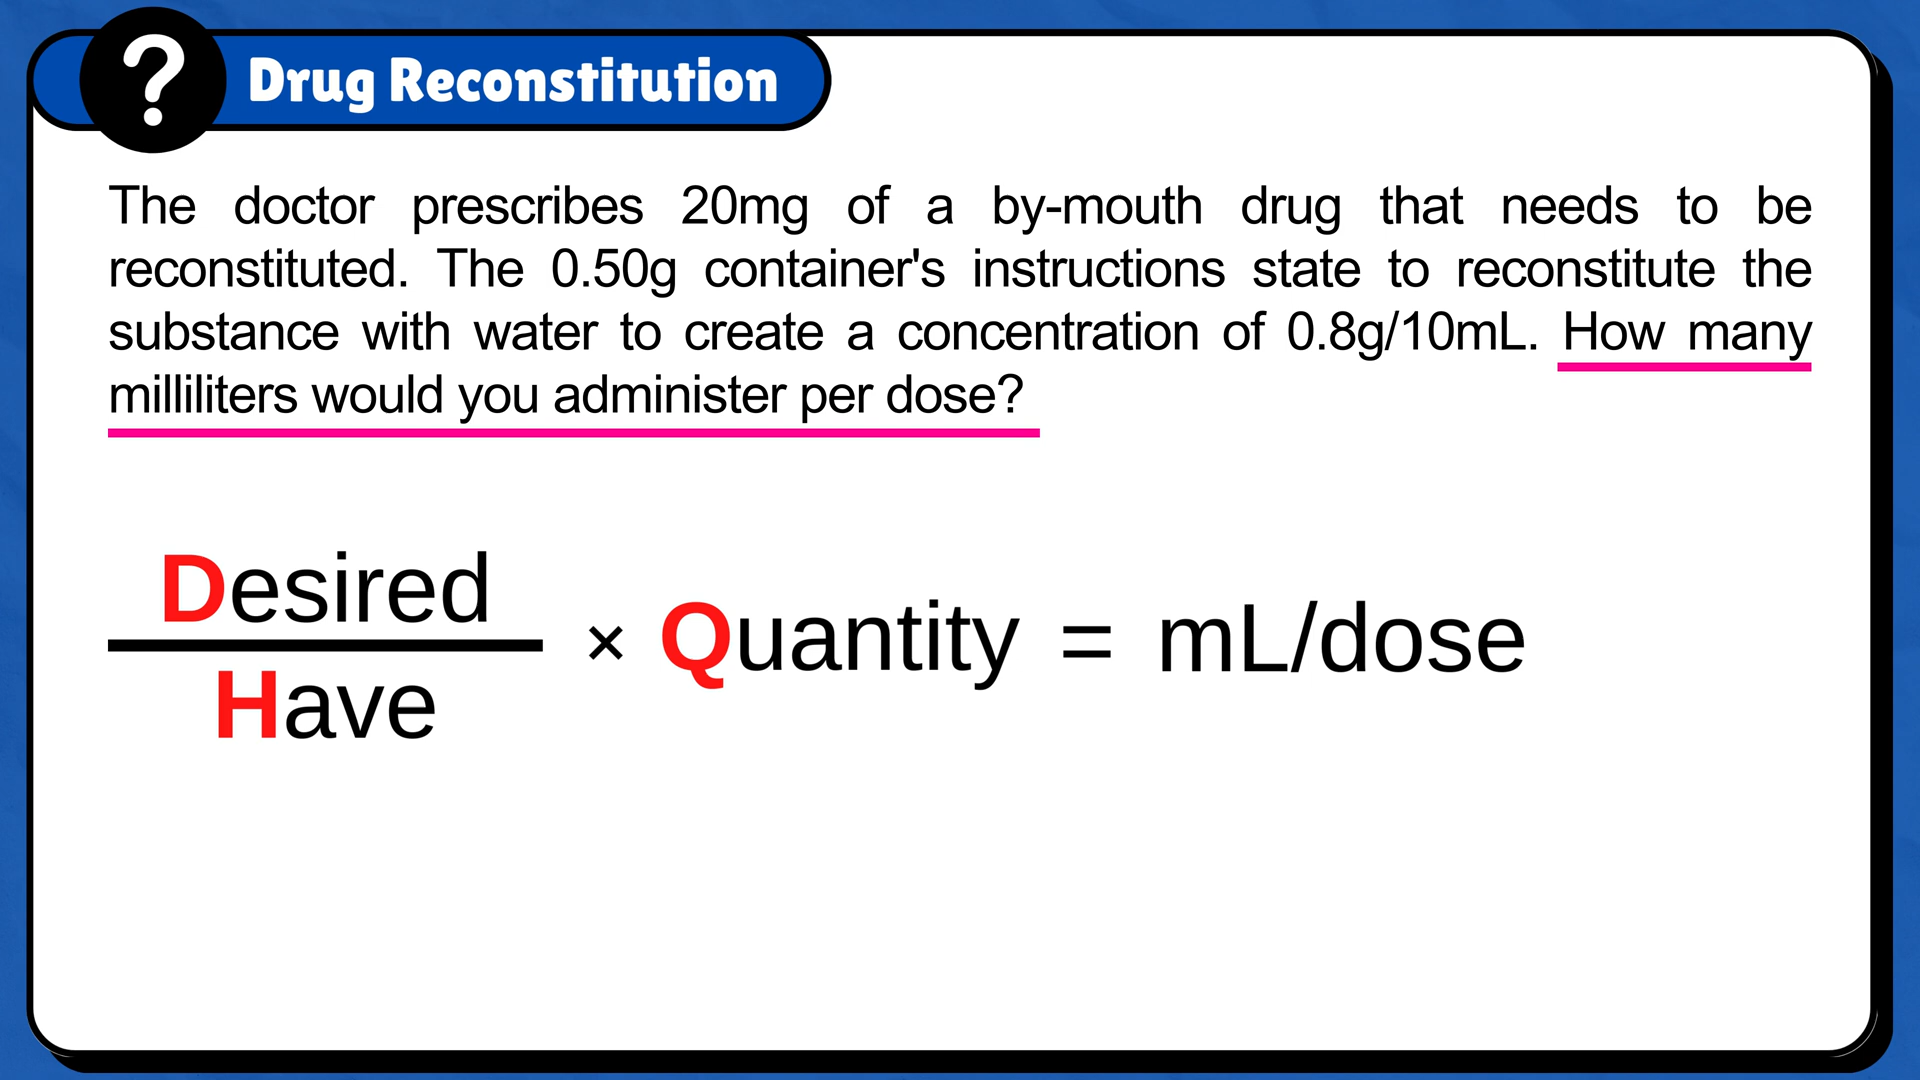 ?
Drug Reconstitution
The doctor prescribes 20mg of a by-mouth drug that needs to be
reconstituted. The 0.50g container's instructions state to reconstitute the
substance with water to create a concentration of 0.8g/10mL. How many
milliliters would you administer per dose?
Desired
Have
× Quantity = mL/dose